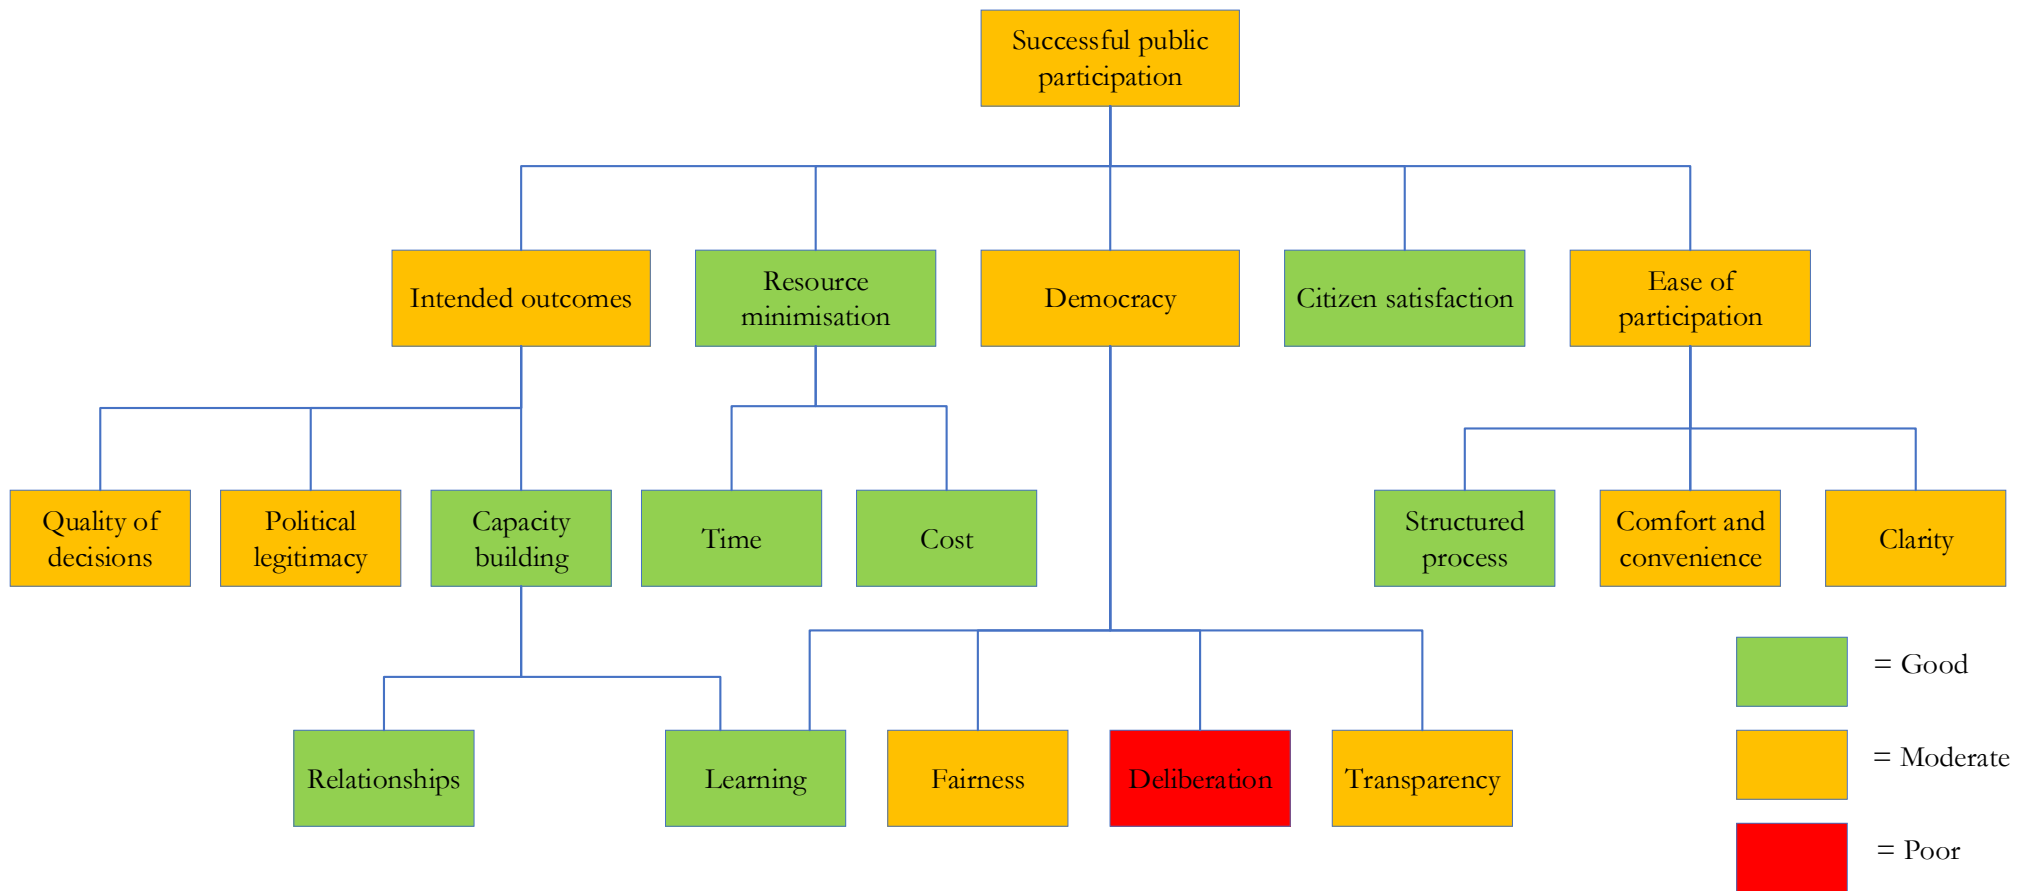 Successful public
participation
Intended outcomes
Resource
minimisation
Democracy
Citizen satisfaction
Ease of
participation
Quality of
decisions
Political
legitimacy
Capacity
building
Time
Cost
Structured
process
Comfort and
convenience
Clarity
Relationships
Learning
Fairness
Deliberation
Transparency
= Good
= Moderate
= Poor